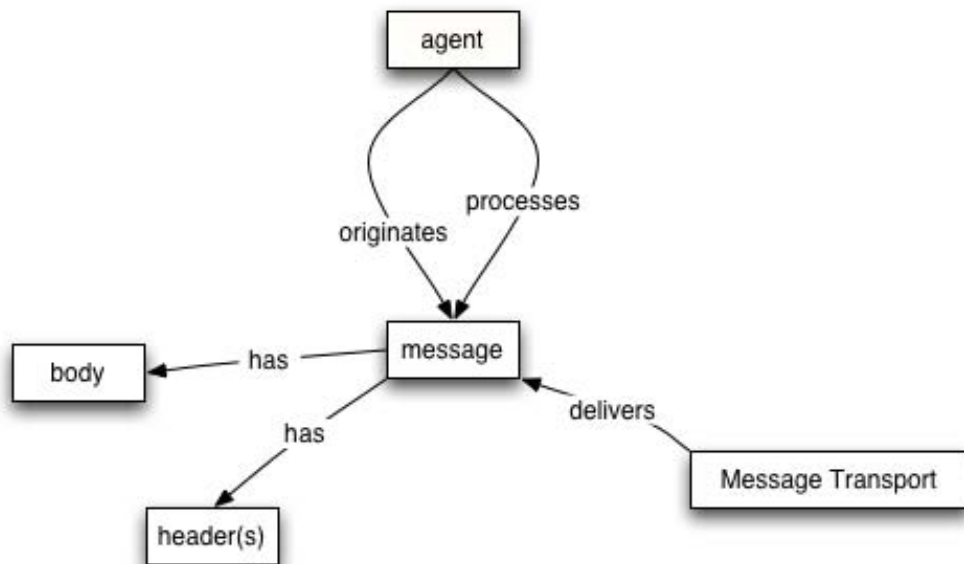 agent
processes
originates
message
has
body
delivers
has
Message Transport
header(s)